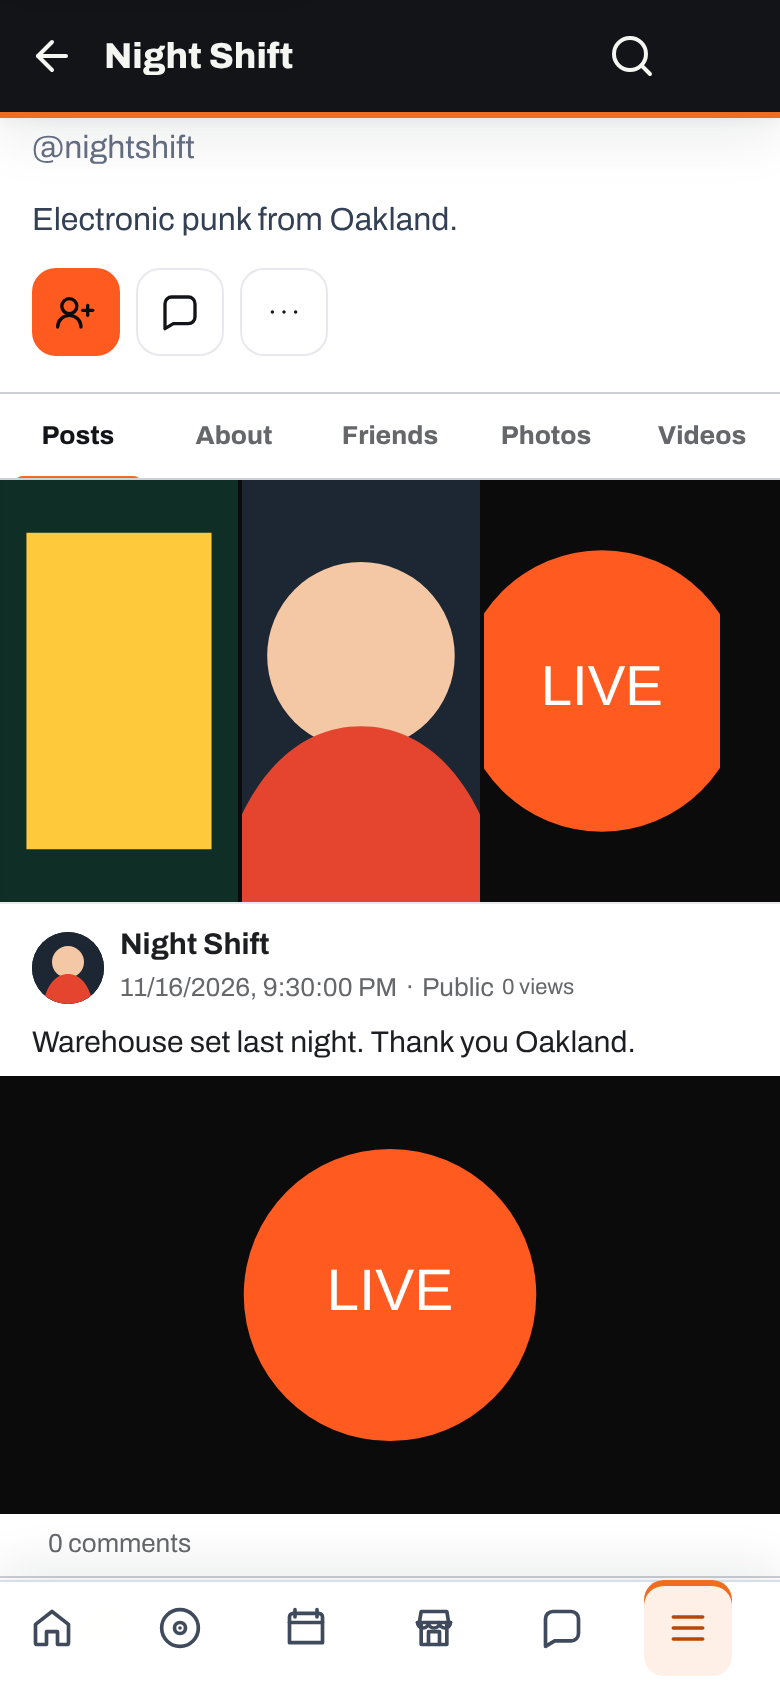 Night Shift
@nightshift
Electronic punk from Oakland.
Posts About Friends Photos Videos
LIVE
Night Shift
11/16/2026, 9:30:00 PM · Public 0 views
Warehouse set last night. Thank you Oakland.
LIVE
0 comments